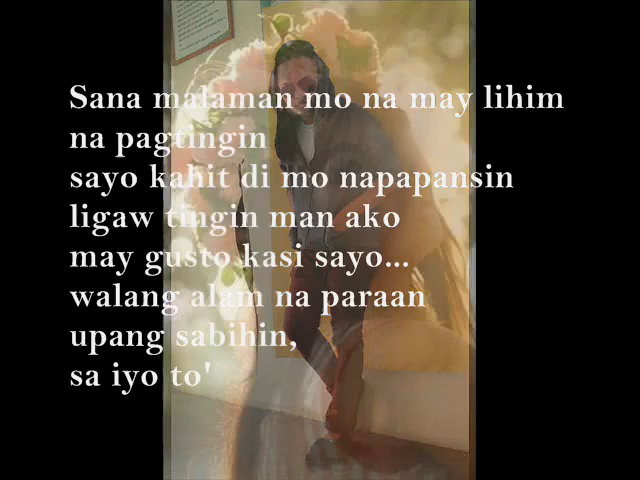 Sana malaman mo na may lihim
na pagtingin
sayo kahit di mo napapansin
ligaw tingin man ako
may gusto kasi sayo...
walang alam na paraan
upang sabihin,
sa iyo to'